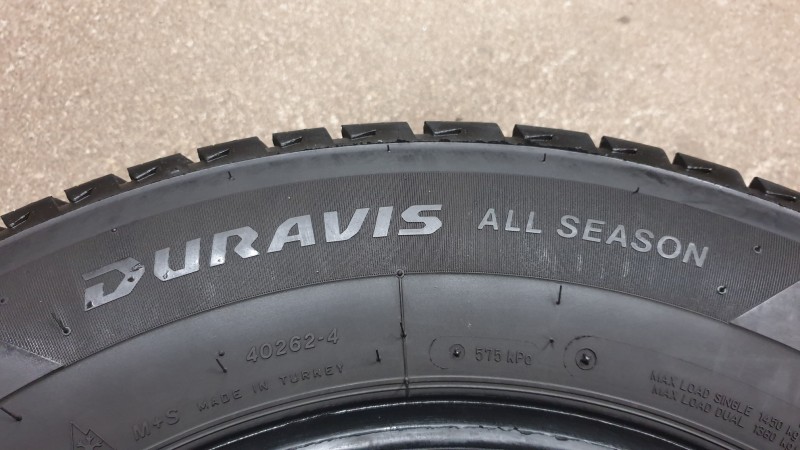 DURAVIS ALL SEASON
40262-4
575 kPa
M+S MADE IN TURKEY
MAX LOAD SINGLE 1450 kg
MAX LOAD DUAL 1360 kg